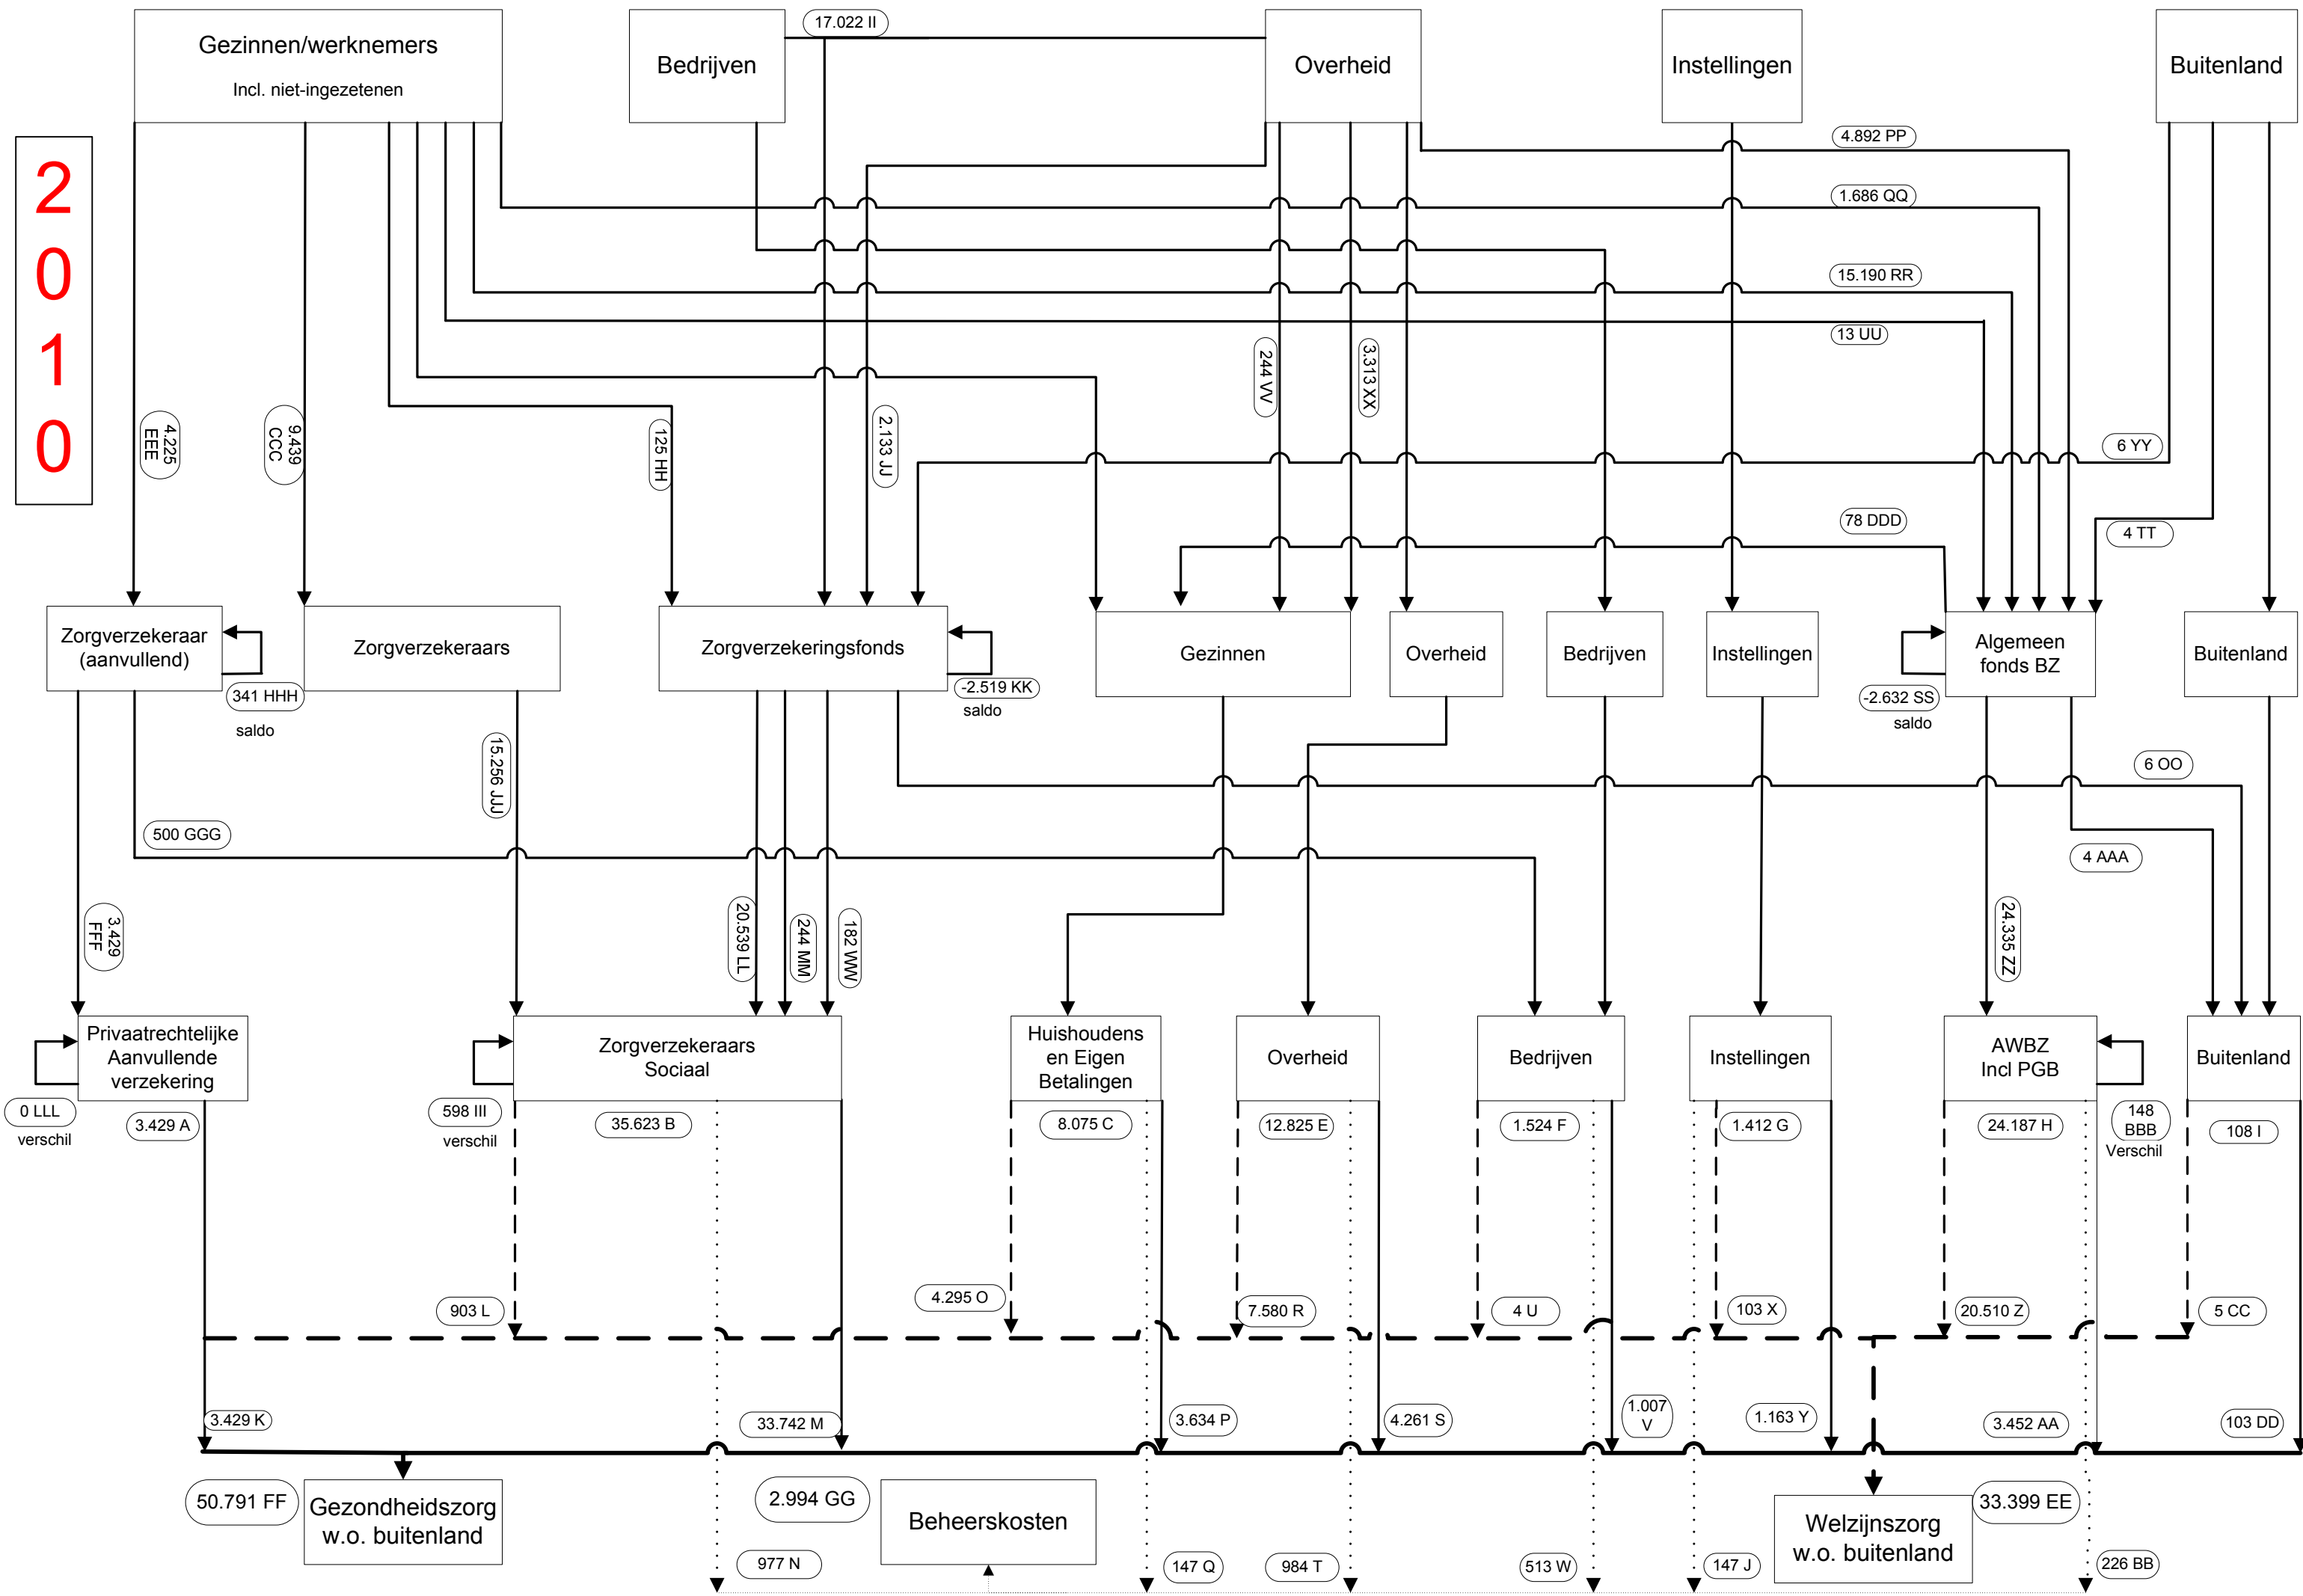 17.022 II
Gezinnen/werknemers
Incl. niet-ingezetenen
Bedrijven
Overheid
Instellingen
Buitenland
2
0
1
0
4.892 PP
1.686 QQ
15.190 RR
13 UU
244 VV
3.313 XX
4.225
EEE
9.439
CCC
125 HH
2.133 JJ
6 YY
78 DDD
4 TT
Zorgverzekeraar
(aanvullend)
Zorgverzekeraars
Zorgverzekeringsfonds
Gezinnen
Overheid
Bedrijven
Instellingen
Algemeen
fonds BZ
Buitenland
341 HHH
saldo
-2.519 KK
saldo
-2.632 SS
saldo
15.256 JJJ
6 OO
500 GGG
4 AAA
3.429
FFF
20.539 LL
244 MM
182 WW
24.335 ZZ
Privaatrechtelijke
Aanvullende
verzekering
Zorgverzekeraars
Sociaal
Huishoudens
en Eigen
Betalingen
Overheid
Bedrijven
Instellingen
AWBZ
Incl PGB
Buitenland
0 LLL
verschil
3.429 A
598 III
verschil
35.623 B
8.075 C
12.825 E
1.524 F
1.412 G
24.187 H
148
BBB
Verschil
108 I
903 L
4.295 O
7.580 R
4 U
103 X
20.510 Z
5 CC
3.429 K
33.742 M
3.634 P
4.261 S
1.007
V
1.163 Y
3.452 AA
103 DD
50.791 FF
Gezondheidszorg
w.o. buitenland
2.994 GG
Beheerskosten
Welzijnszorg
w.o. buitenland
33.399 EE
977 N
147 Q
984 T
513 W
147 J
226 BB